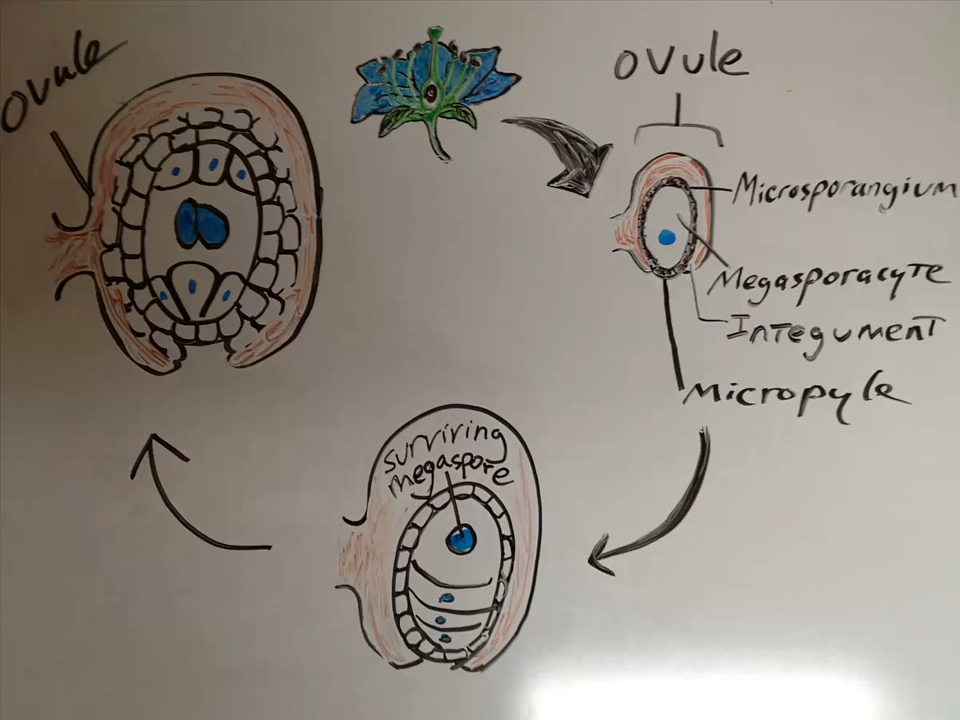 Ovule
Ovule
Microsporangium
Megasporacyte
Integument
Micropyle
surviving
megaspore